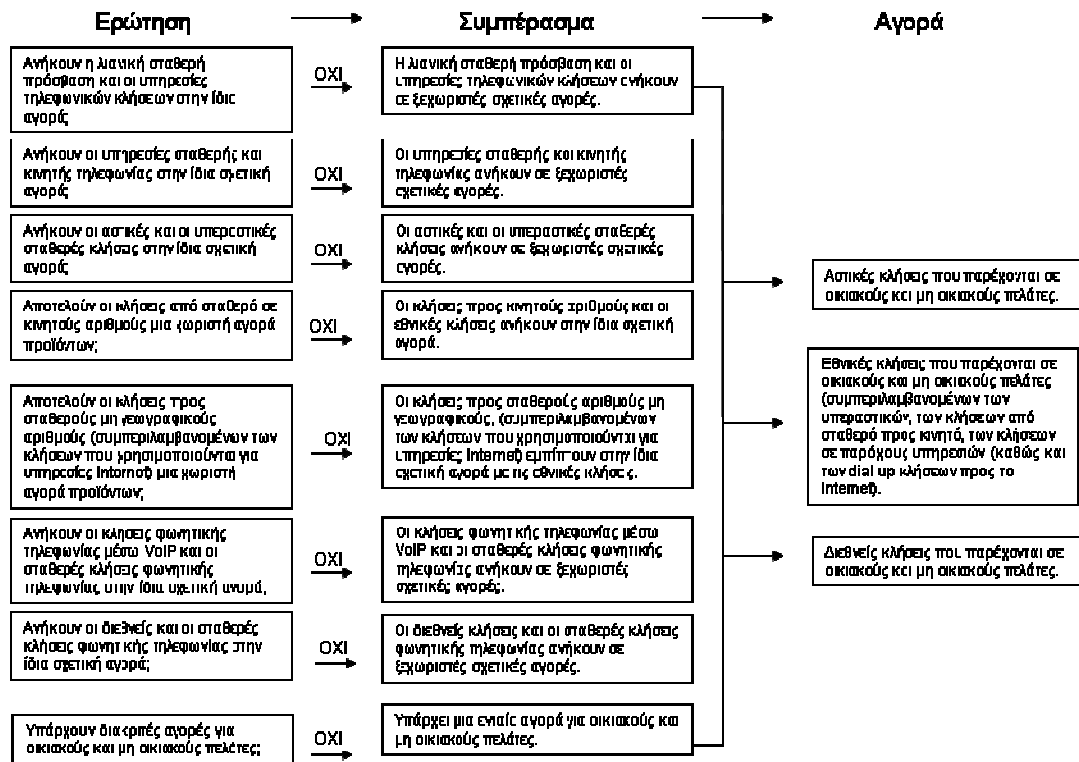 Ερώτηση
Συμπέρασμα
Αγορά
Ανήκουν η λιανική σταθερή
πρόσβαση και οι υπηρεσίες
τηλεφωνικών κλήσεων στην ίδια
αγορά;
ΟΧΙ
Η λιανική σταθερή πρόσβαση και οι
υπηρεσίες τηλεφωνικών κλήσεων ανήκουν
σε ξεχωριστές σχετικές αγορές.
Ανήκουν οι υπηρεσίες σταθερής και
κινητής τηλεφωνίας στην ίδια σχετική
αγορά;
ΟΧΙ
Οι υπηρεσίες σταθερής και κινητής
τηλεφωνίας ανήκουν σε ξεχωριστές
σχετικές αγορές.
Ανήκουν οι αστικές και οι υπεραστικές
σταθερές κλήσεις στην ίδια σχετική
αγορά;
ΟΧΙ
Οι αστικές και οι υπεραστικές σταθερές
κλήσεις ανήκουν σε ξεχωριστές σχετικές
αγορές.
Αποτελούν οι κλήσεις από σταθερό σε
κινητούς αριθμούς μια χωριστή αγορά
προϊόντων;
ΟΧΙ
Οι κλήσεις προς κινητούς αριθμούς και οι
εθνικές κλήσεις ανήκουν στην ίδια σχετική
αγορά.
Αποτελούν οι κλήσεις προς
σταθερούς μη γεωγραφικούς
αριθμούς (συμπεριλαμβανομένων των
κλήσεων που χρησιμοποιούνται για
υπηρεσίες Internet) μια χωριστή
αγορά προϊόντων;
ΟΧΙ
Οι κλήσεις προς σταθερούς αριθμούς μη
γεωγραφικούς, (συμπεριλαμβανομένων
των κλήσεων που χρησιμοποιούνται για
υπηρεσίες Internet) εμπίπτουν στην ίδια
σχετική αγορά με τις εθνικές κλήσεις.
Ανήκουν οι κλήσεις φωνητικής
τηλεφωνίας μέσω VoIP και οι
σταθερές κλήσεις φωνητικής
τηλεφωνίας στην ίδια σχετική αγορά;
ΟΧΙ
Οι κλήσεις φωνητικής τηλεφωνίας μέσω
VoIP και οι σταθερές κλήσεις φωνητικής
τηλεφωνίας ανήκουν σε ξεχωριστές
σχετικές αγορές;
Ανήκουν οι διεθνείς και οι σταθερές
κλήσεις φωνητικής τηλεφωνίας στην
ίδια σχετική αγορά;
ΟΧΙ
Οι διεθνείς κλήσεις και οι σταθερές κλήσεις
φωνητικής τηλεφωνίας ανήκουν σε
ξεχωριστές σχετικές αγορές.
Υπάρχουν διακριτές αγορές για
οικιακούς και μη οικιακούς πελάτες;
ΟΧΙ
Υπάρχει μια ενιαία αγορά για οικιακούς και
μη οικιακούς πελάτες.
Αστικές κλήσεις που παρέχονται σε
οικιακούς και μη οικιακούς πελάτες.
Εθνικές κλήσεις που παρέχονται σε
οικιακούς και μη οικιακούς πελάτες
(συμπεριλαμβανομένων των
υπεραστικών, των κλήσεων από
σταθερό προς κινητό, των κλήσεων
σε παρόχους υπηρεσιών (καθώς και
των dial up κλήσεων προς το
Internet).
Διεθνείς κλήσεις που παρέχονται σε
οικιακούς και μη οικιακούς πελάτες.